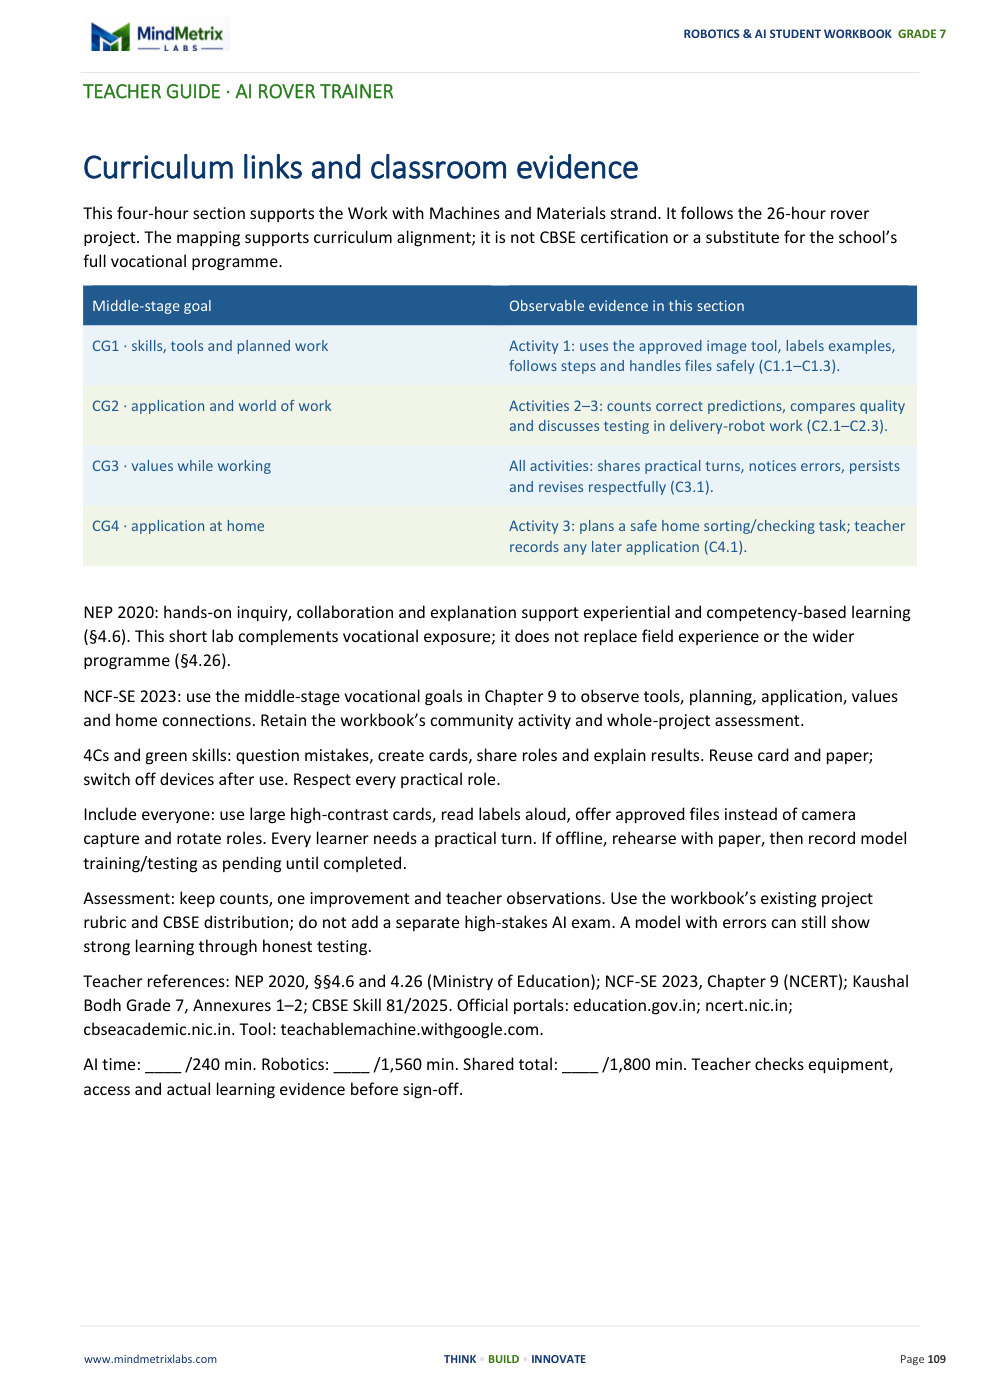 MindMetrix
LABS
ROBOTICS & AI STUDENT WORKBOOK GRADE 7
TEACHER GUIDE · AI ROVER TRAINER
Curriculum links and classroom evidence
This four-hour section supports the Work with Machines and Materials strand. It follows the 26-hour rover
project. The mapping supports curriculum alignment; it is not CBSE certification or a substitute for the school’s
full vocational programme.
Middle-stage goal
Observable evidence in this section
CG1 · skills, tools and planned work
Activity 1: uses the approved image tool, labels examples,
follows steps and handles files safely (C1.1–C1.3).
CG2 · application and world of work
Activities 2–3: counts correct predictions, compares quality
and discusses testing in delivery-robot work (C2.1–C2.3).
CG3 · values while working
All activities: shares practical turns, notices errors, persists
and revises respectfully (C3.1).
CG4 · application at home
Activity 3: plans a safe home sorting/checking task; teacher
records any later application (C4.1).
NEP 2020: hands-on inquiry, collaboration and explanation support experiential and competency-based learning
(§4.6). This short lab complements vocational exposure; it does not replace field experience or the wider
programme (§4.26).
NCF-SE 2023: use the middle-stage vocational goals in Chapter 9 to observe tools, planning, application, values
and home connections. Retain the workbook’s community activity and whole-project assessment.
4Cs and green skills: question mistakes, create cards, share roles and explain results. Reuse card and paper;
switch off devices after use. Respect every practical role.
Include everyone: use large high-contrast cards, read labels aloud, offer approved files instead of camera
capture and rotate roles. Every learner needs a practical turn. If offline, rehearse with paper, then record model
training/testing as pending until completed.
Assessment: keep counts, one improvement and teacher observations. Use the workbook’s existing project
rubric and CBSE distribution; do not add a separate high-stakes AI exam. A model with errors can still show
strong learning through honest testing.
Teacher references: NEP 2020, §§4.6 and 4.26 (Ministry of Education); NCF-SE 2023, Chapter 9 (NCERT); Kaushal
Bodh Grade 7, Annexures 1–2; CBSE Skill 81/2025. Official portals: education.gov.in; ncert.nic.in;
cbseacademic.nic.in. Tool: teachablemachine.withgoogle.com.
AI time: ____ /240 min. Robotics: ____ /1,560 min. Shared total: ____ /1,800 min. Teacher checks equipment,
access and actual learning evidence before sign-off.
www.mindmetrixlabs.com
THINK • BUILD • INNOVATE
Page 109